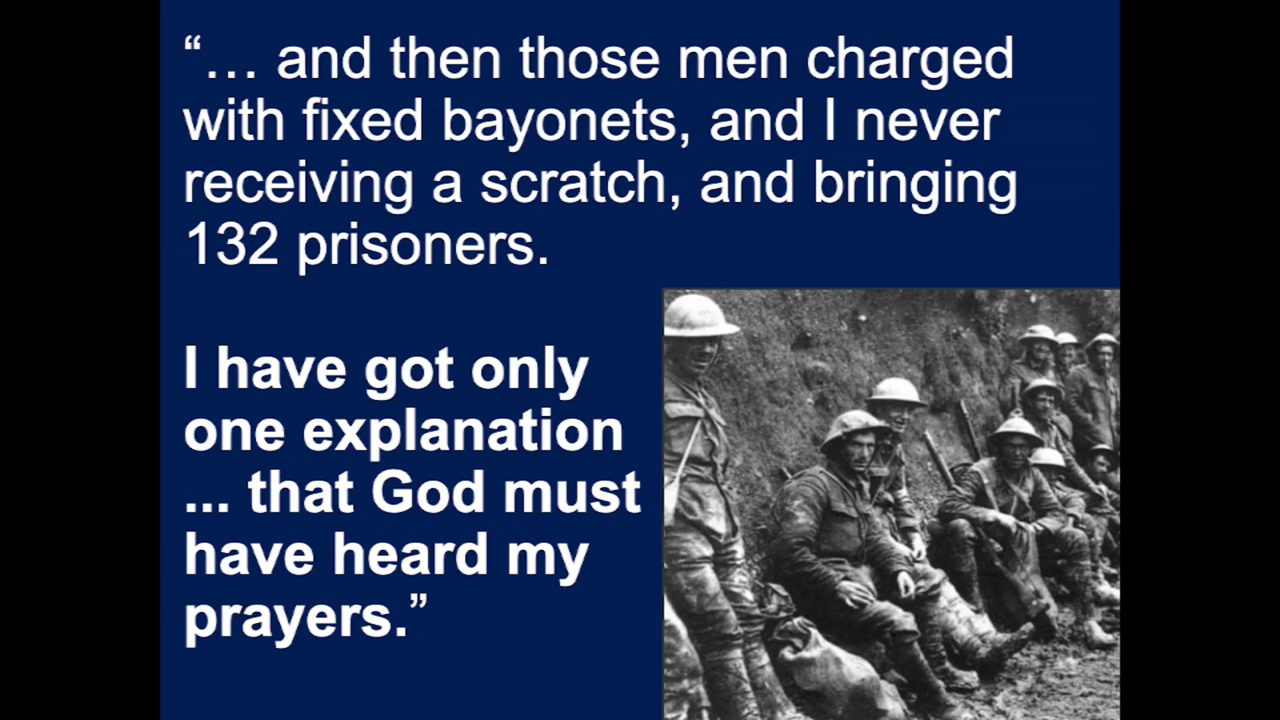 “… and then those men charged
with fixed bayonets, and I never
receiving a scratch, and bringing
132 prisoners.
I have got only
one explanation
... that God must
have heard my
prayers.”